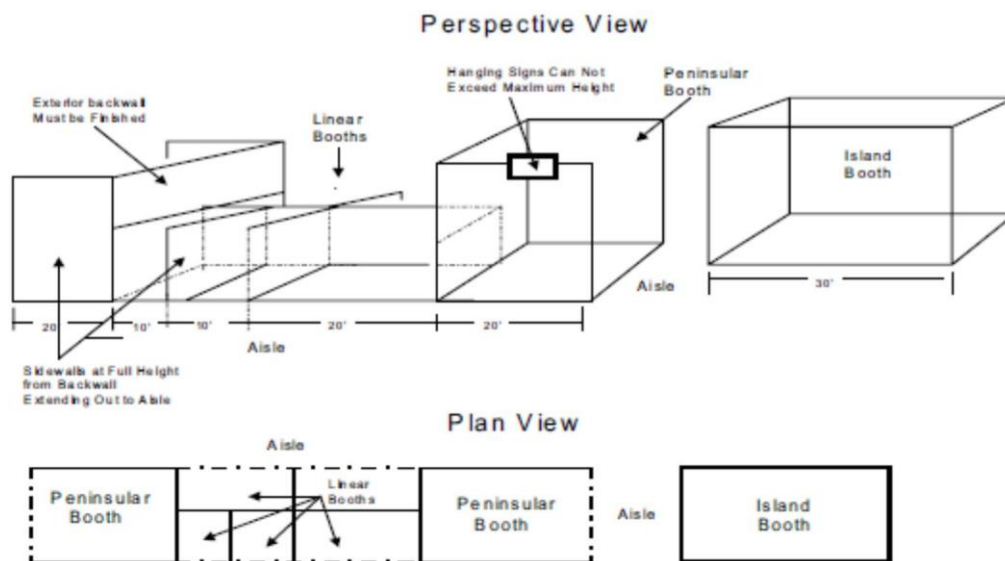 Perspective View
Hanging Signs Can Not
Exceed Maximum Height
Peninsular
Booth
Exterior backwall
Must be Finished
Linear
Booths
Island
Booth
Aisle
30'
20'
10'
10'
20'
20'
Aisle
Sidewalls at Full Height
from Backwall
Extending Out to Aisle
Plan View
Aisle
Peninsular
Booth
Linear
Booths
Peninsular
Booth
Aisle
Island
Booth